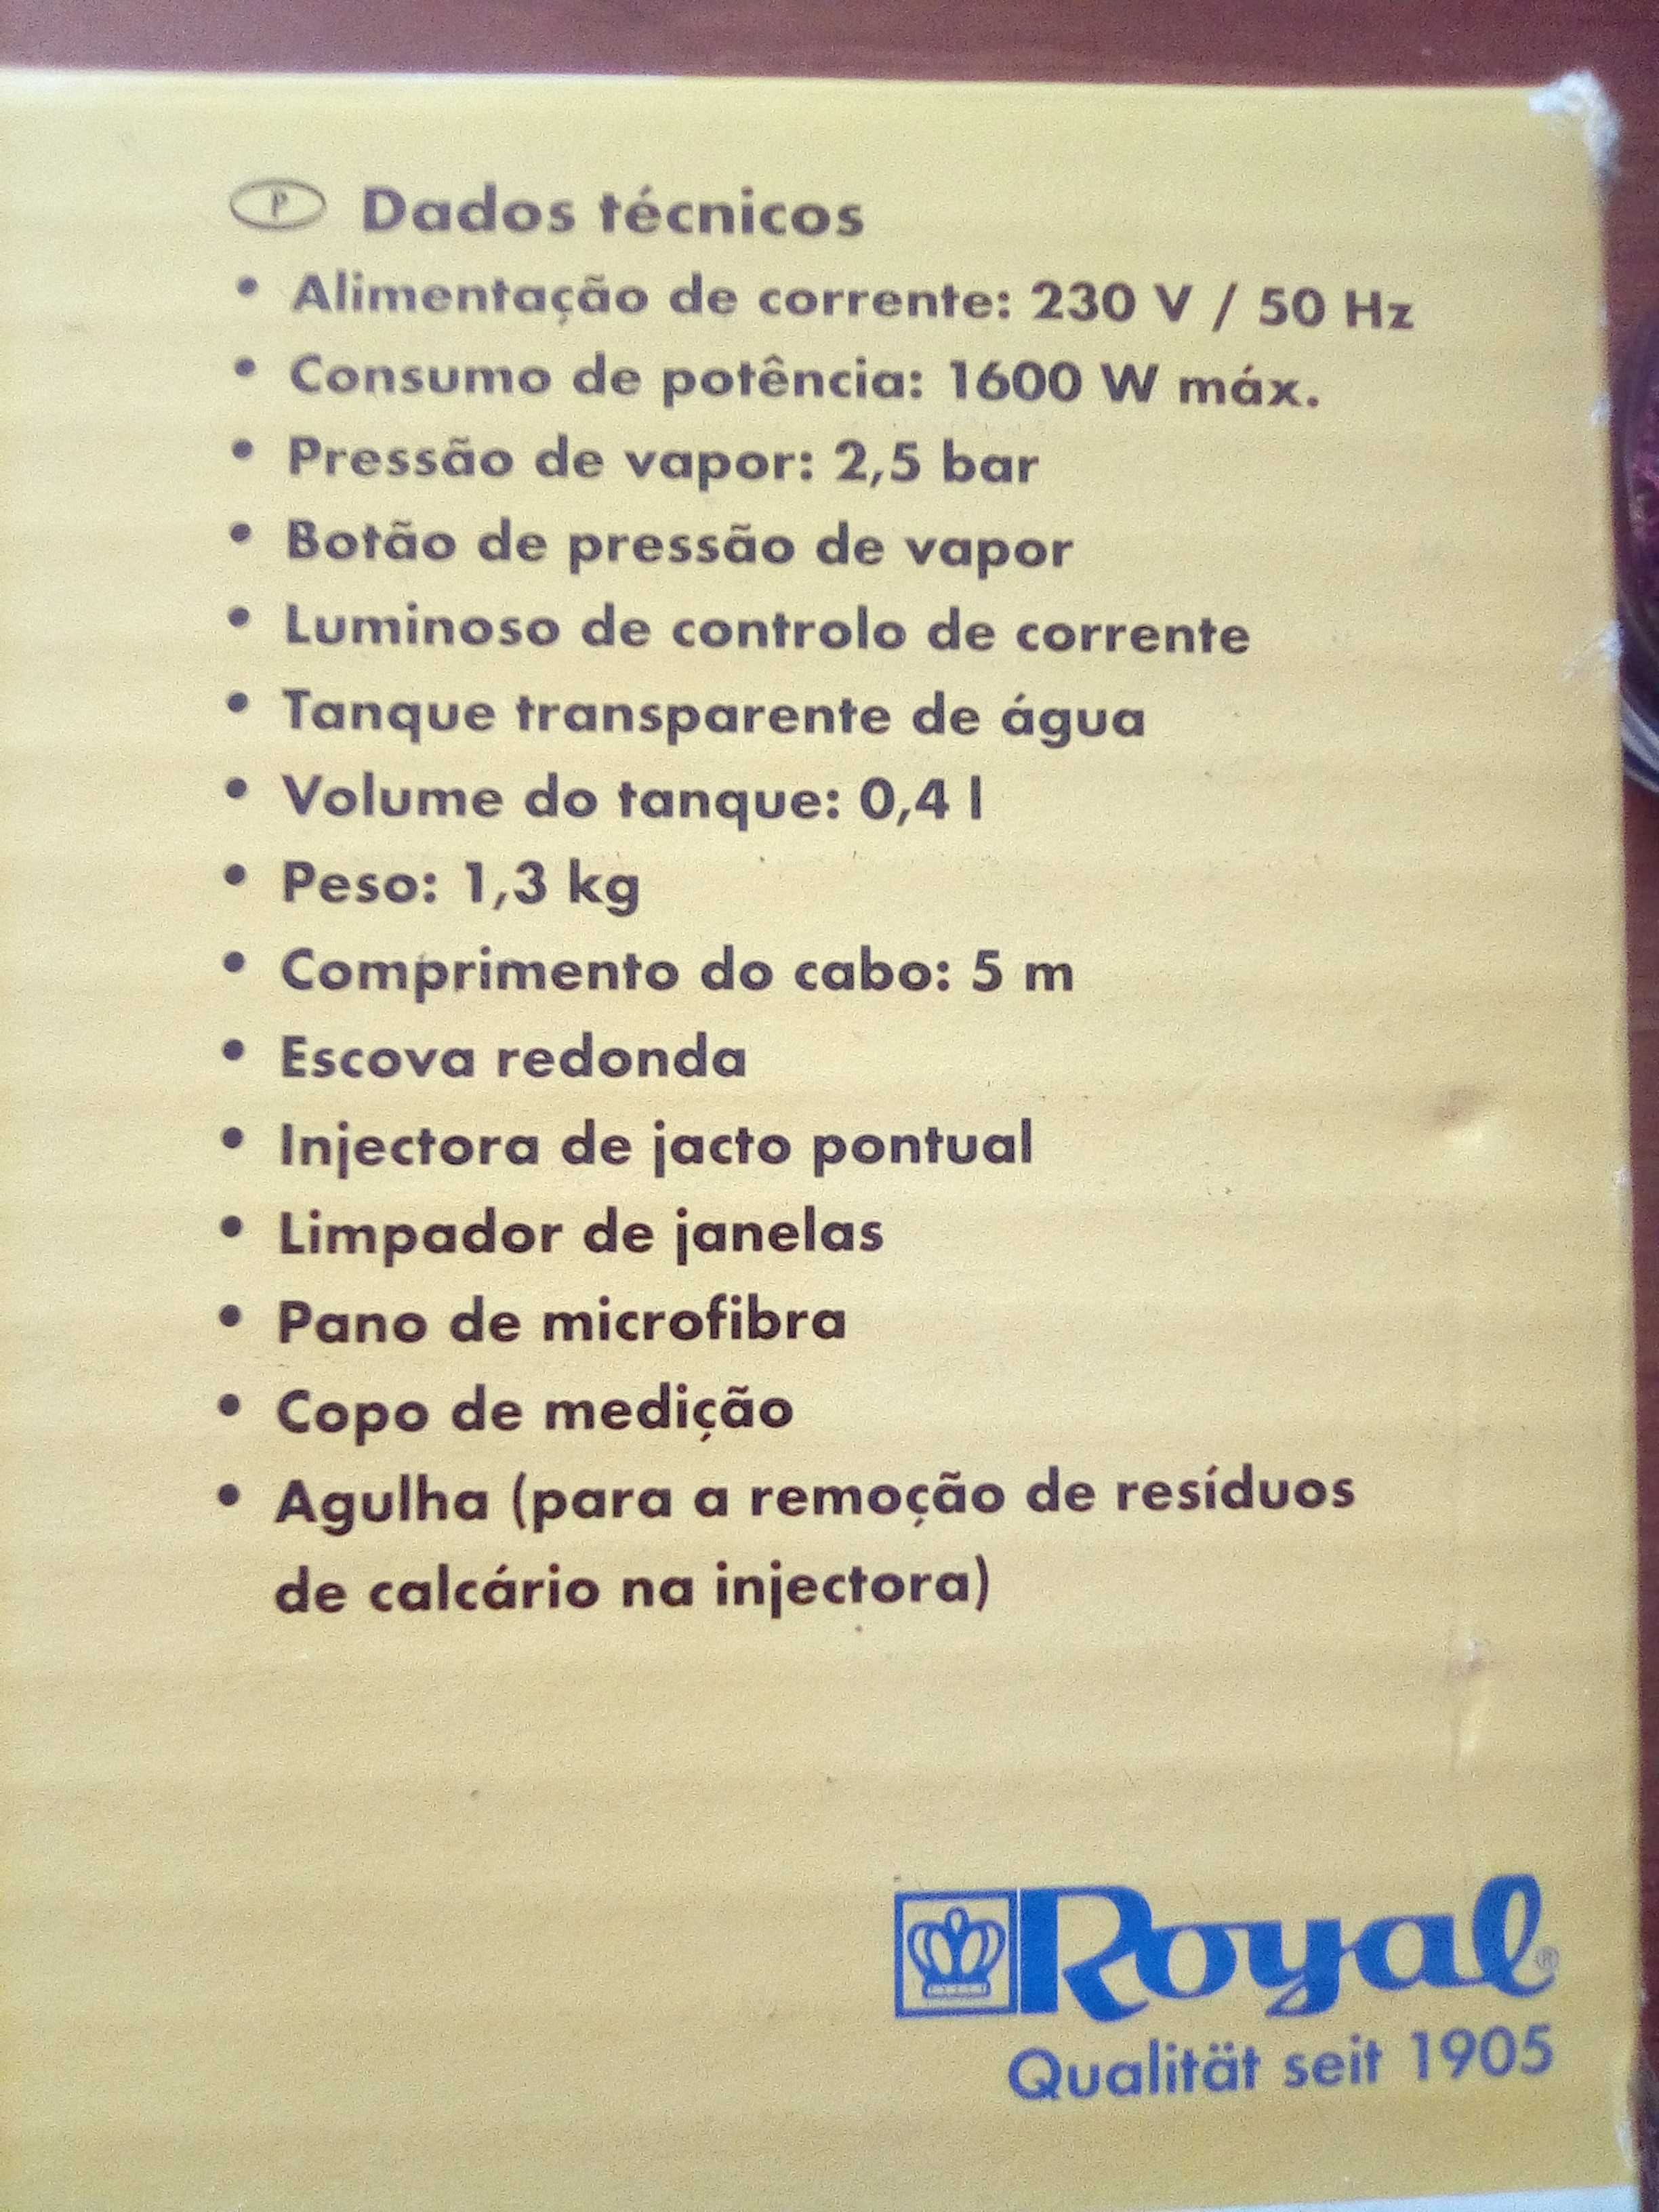 P Dados técnicos
• Alimentação de corrente: 230 V / 50 Hz
• Consumo de potência: 1600 W máx.
• Pressão de vapor: 2,5 bar
• Botão de pressão de vapor
• Luminoso de controlo de corrente
• Tanque transparente de água
• Volume do tanque: 0,4 l
• Peso: 1,3 kg
• Comprimento do cabo: 5 m
• Escova redonda
• Injectora de jacto pontual
• Limpador de janelas
• Pano de microfibra
• Copo de medição
• Agulha (para a remoção de resíduos
de calcário na injectora)
Royal®
Qualität seit 1905